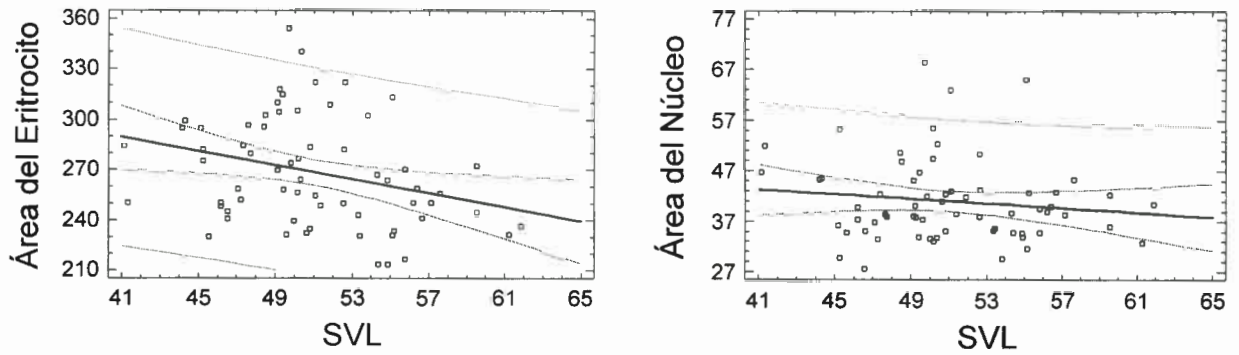 Área del Eritrocito
360
330
300
270
240
210
41 45 49 53 57 61 65
SVL
Área del Núcleo
77
67
57
47
37
27
41 45 49 53 57 61 65
SVL